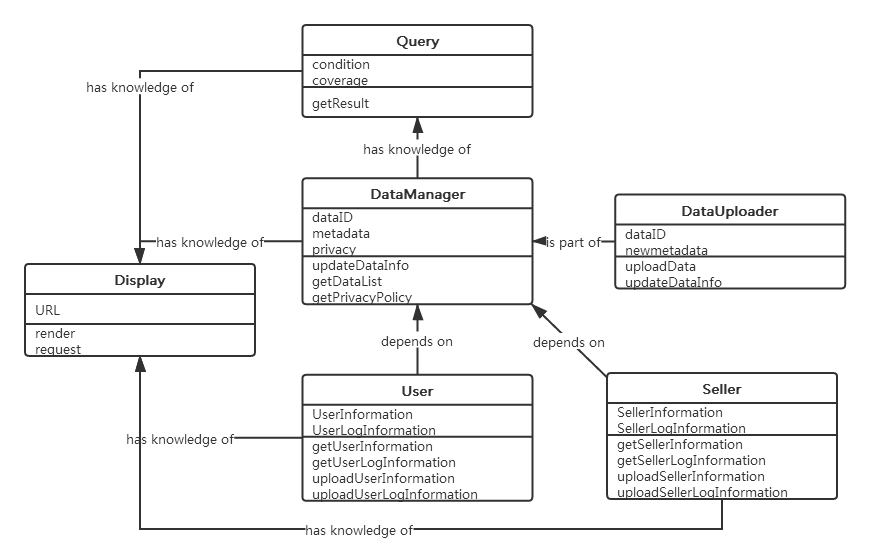 Query
condition
coverage
getResult
has knowledge of
has knowledge of
DataManager
dataID
metadata
privacy
updateDataInfo
getDataList
getPrivacyPolicy
has knowledge of
is part of
DataUploader
dataID
newmetadata
uploadData
updateDataInfo
Display
URL
render
request
depends on
depends on
User
UserInformation
UserLogInformation
getUserInformation
getUserLogInformation
uploadUserInformation
uploadUserLogInformation
has knowledge of
Seller
SellerInformation
SellerLogInformation
getSellerInformation
getSellerLogInformation
uploadSellerInformation
uploadSellerLogInformation
has knowledge of